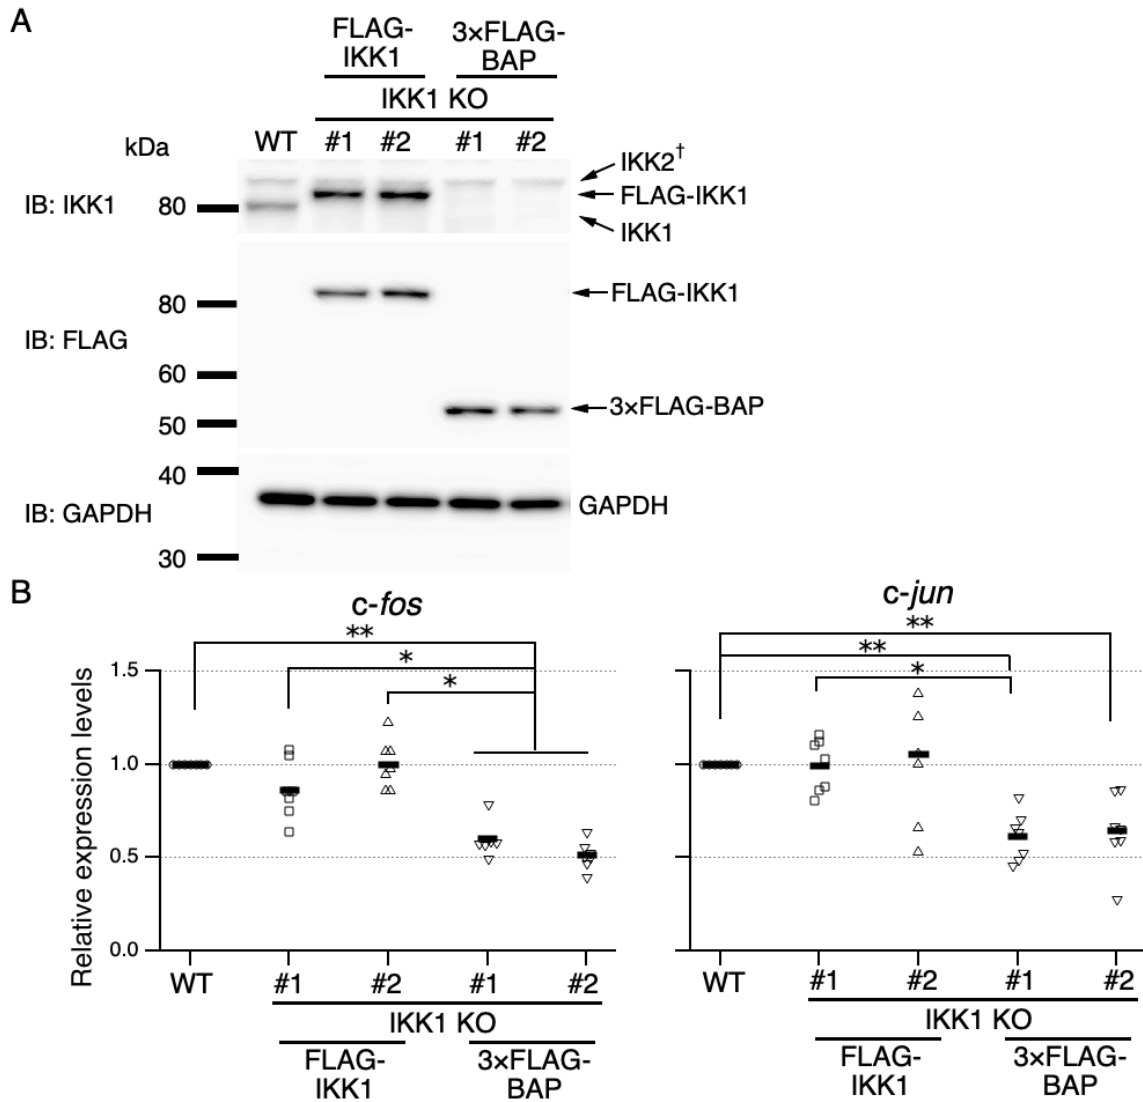 A
FLAG-
IKK1
3×FLAG-
BAP
IKK1 KO
kDa
WT #1 #2 #1 #2
IKK2†
IB: IKK1
80
FLAG-IKK1
IKK1
80
FLAG-IKK1
IB: FLAG
60
50
3×FLAG-BAP
40
IB: GAPDH
GAPDH
30
B
c-fos
c-jun
**
*
*
**
**
*
Relative expression levels
1.5
1.0
0.5
0.0
WT #1 #2 #1 #2
IKK1 KO
FLAG-
IKK1
3×FLAG-
BAP
WT #1 #2 #1 #2
IKK1 KO
FLAG-
IKK1
3×FLAG-
BAP